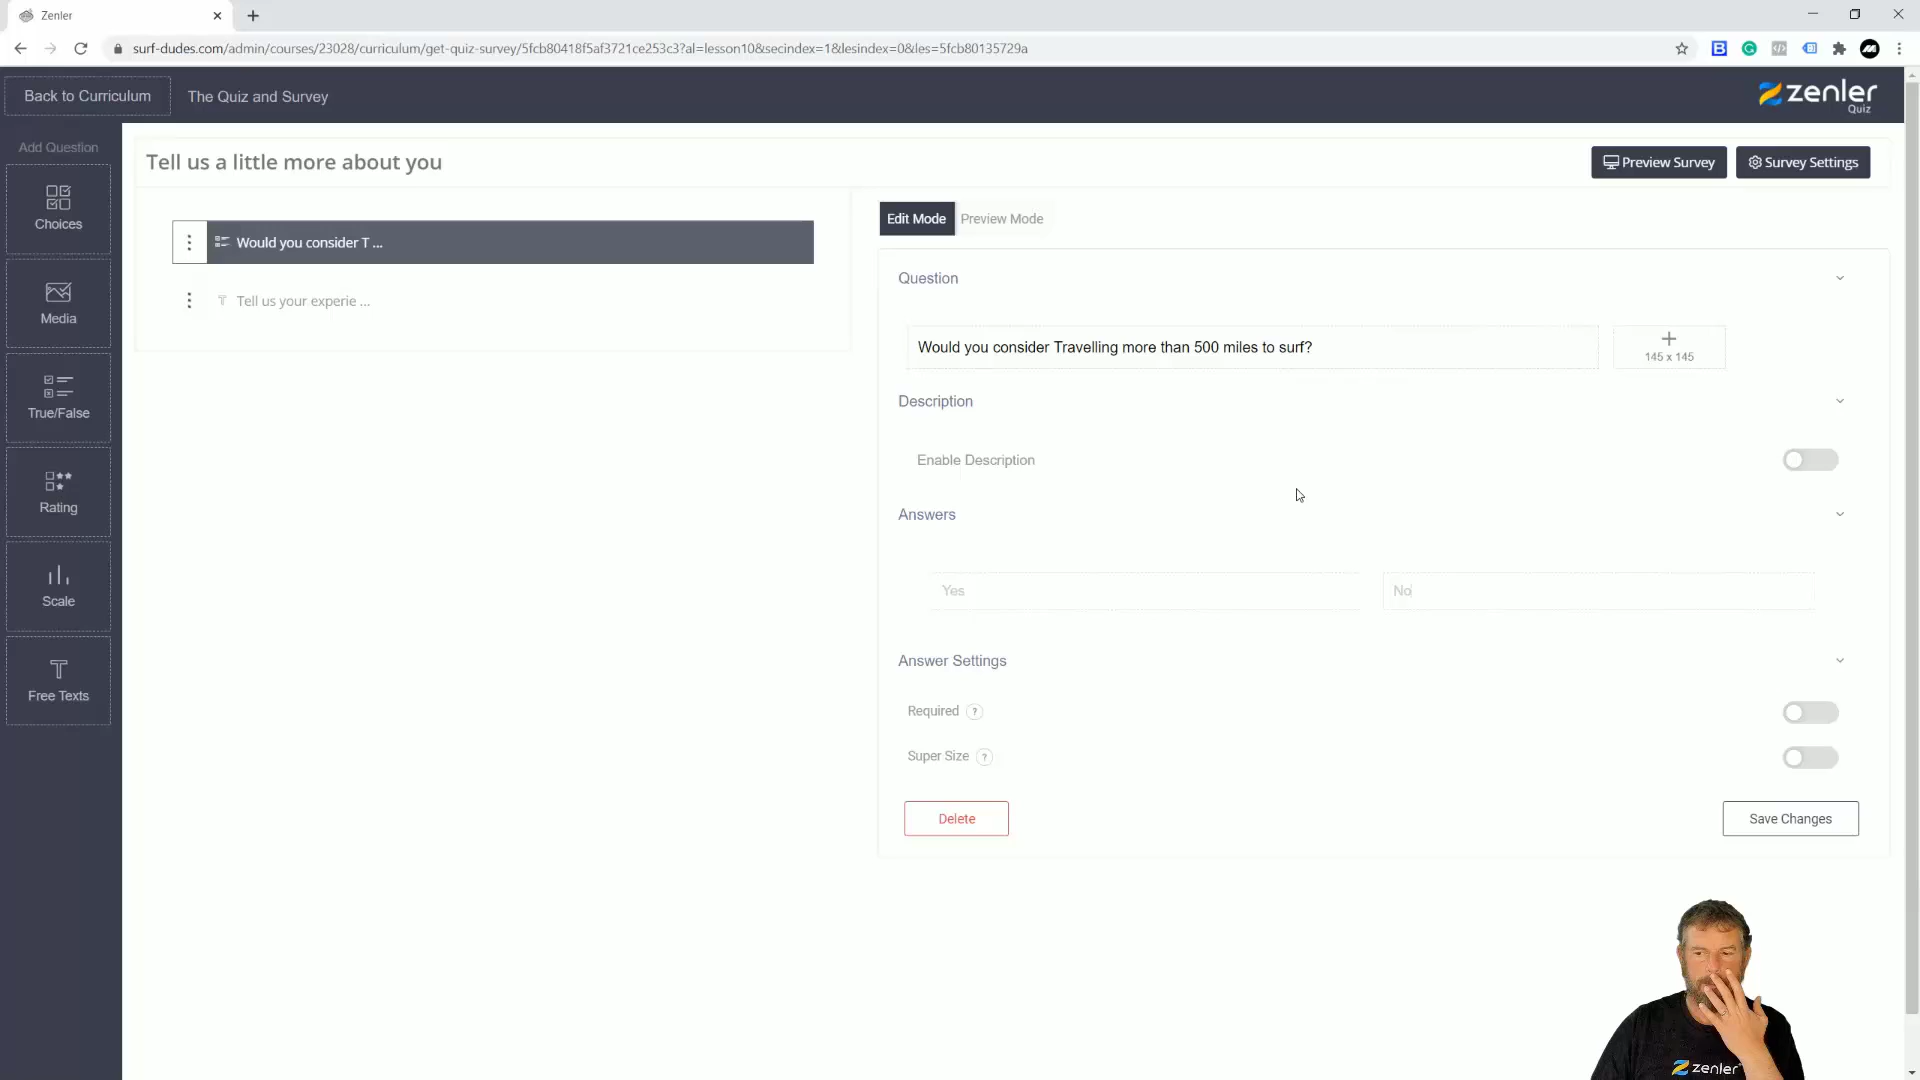 Zenler
surf-dudes.com/admin/courses/23028/curriculum/get-quiz-survey/5fcb80418f5af3721ce253c3?al=lesson10&secindex=1&lesindex=0&les=5fcb80135729a
Back to Curriculum
The Quiz and Survey
zenler
Quiz
Add Question
Choices
Media
True/False
Rating
Scale
Free Texts
Tell us a little more about you
Preview Survey
Survey Settings
Would you consider T ...
Tell us your experie ...
Edit Mode
Preview Mode
Question
Would you consider Travelling more than 500 miles to surf?
145 x 145
Description
Enable Description
Answers
Yes
No
Answer Settings
Required ?
Super Size ?
Delete
Save Changes
zenler